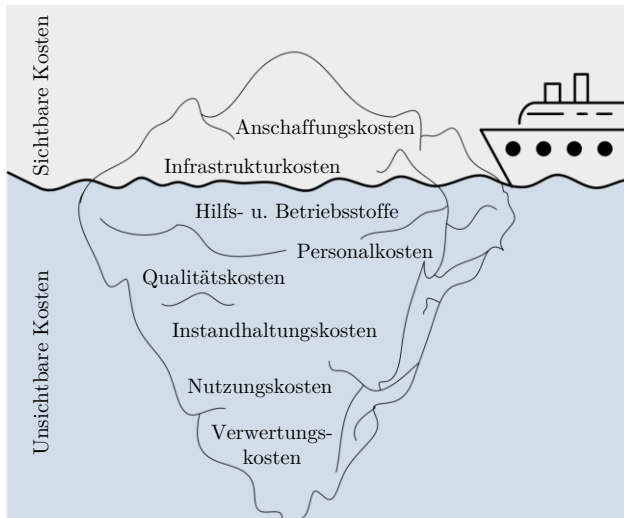 Sichtbare Kosten
Anschaffungskosten
Infrastrukturkosten
Unsichtbare Kosten
Hilfs- u. Betriebsstoffe
Personalkosten
Qualitätskosten
Instandhaltungskosten
Nutzungskosten
Verwertungs-
kosten